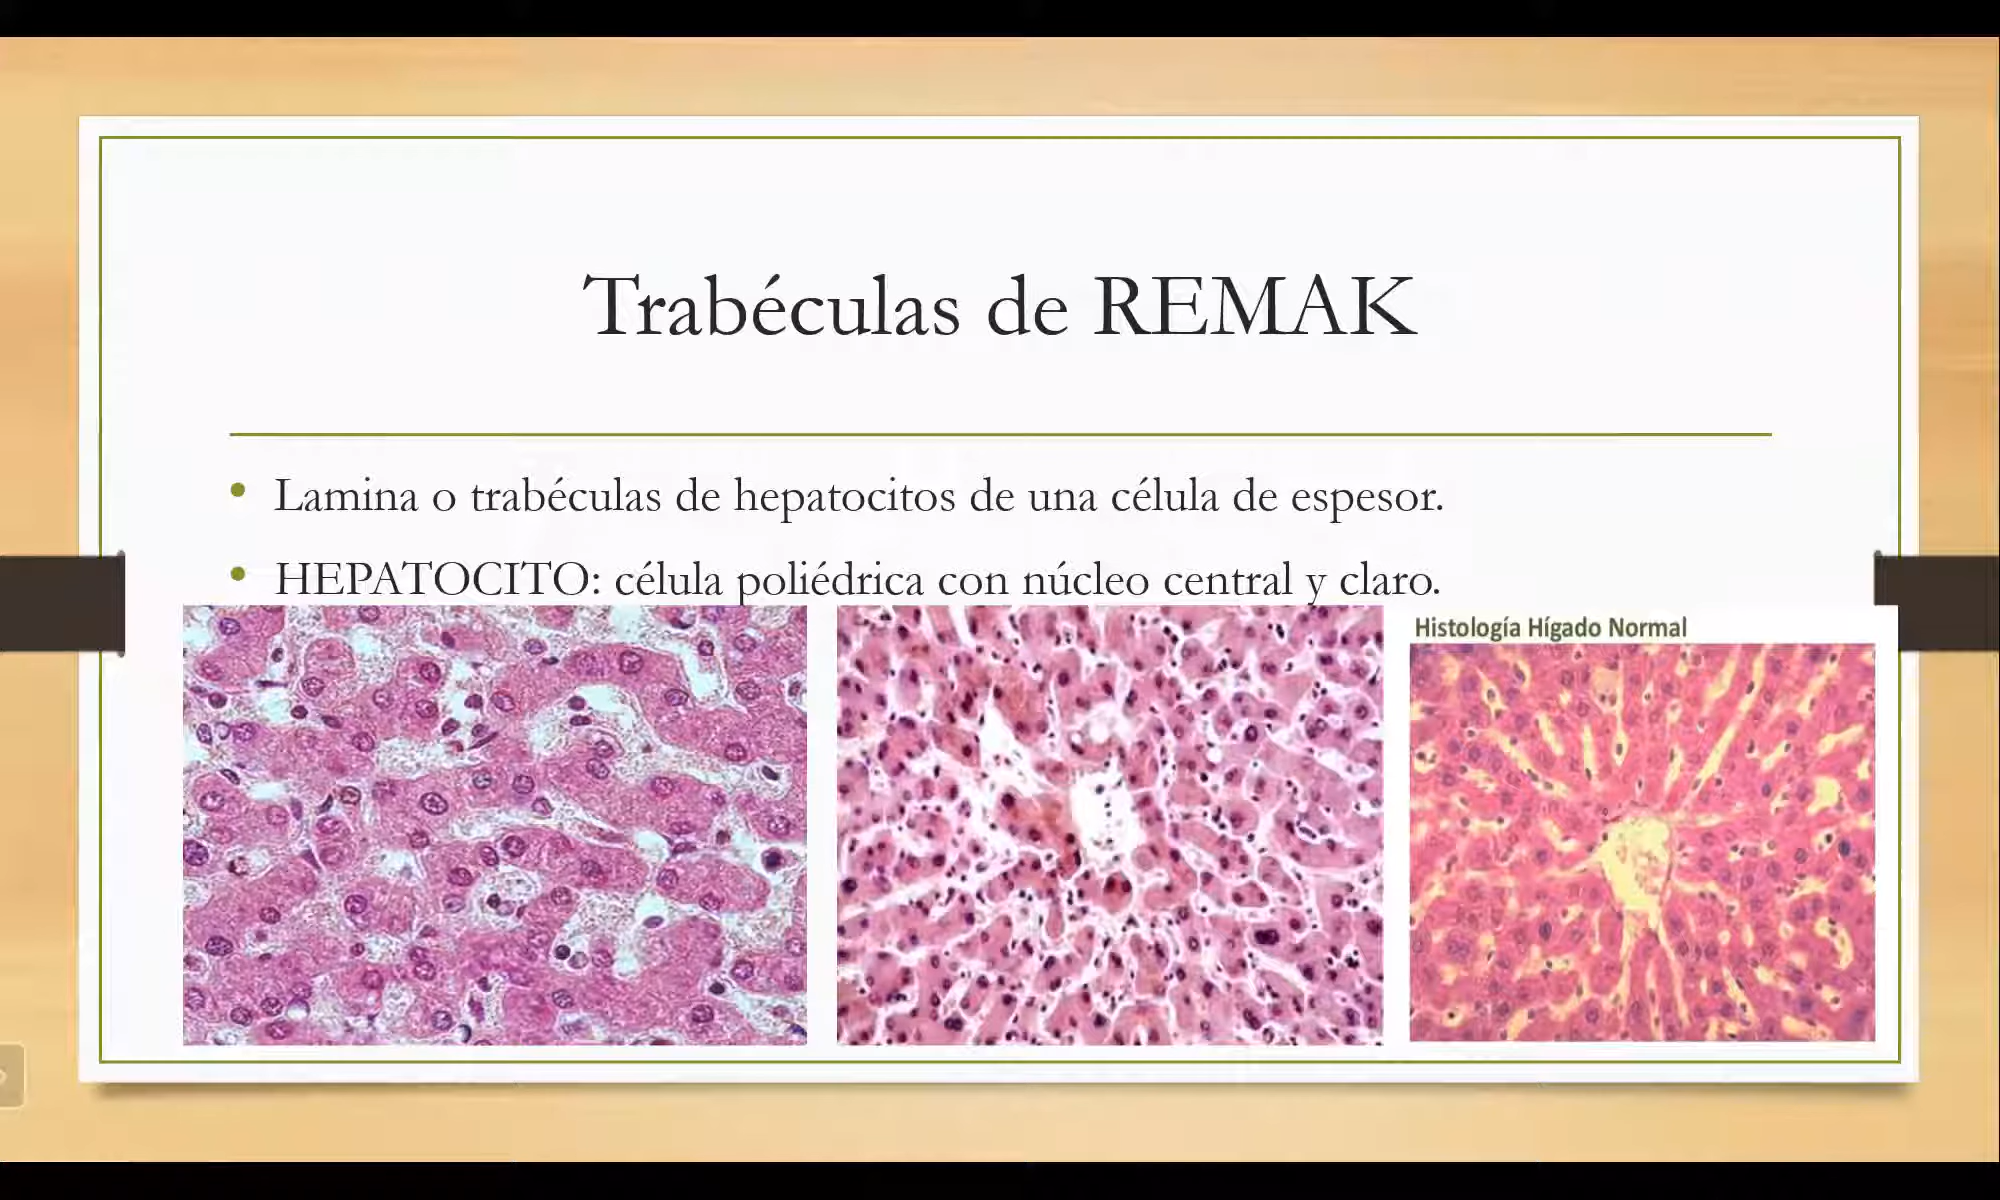 Trabéculas de REMAK
• Lamina o trabéculas de hepatocitos de una célula de espesor.
• HEPATOCITO: célula poliédrica con núcleo central y claro.
Histología Hígado Normal